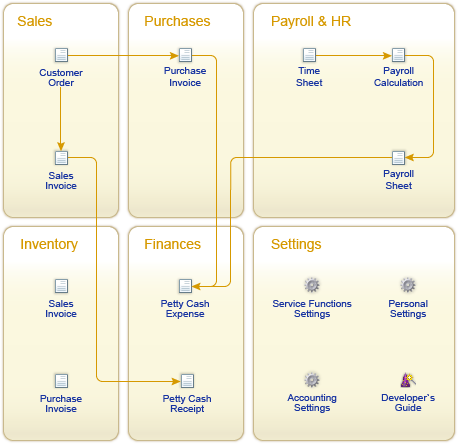 Sales
Customer
Order
Sales
Invoice
Purchases
Purchase
Invoice
Payroll & HR
Time
Sheet
Payroll
Calculation
Payroll
Sheet
Inventory
Sales
Invoice
Purchase
Invoise
Finances
Petty Cash
Expense
Petty Cash
Receipt
Settings
Service Functions
Settings
Personal
Settings
Accounting
Settings
Developer`s
Guide